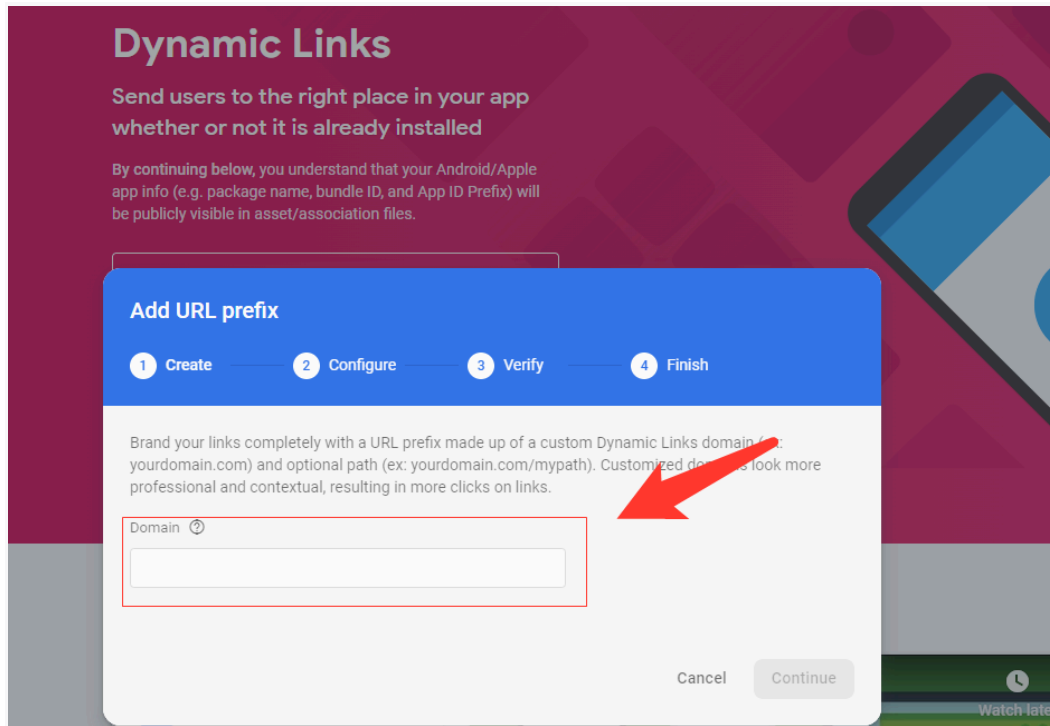 Dynamic Links
Send users to the right place in your app
whether or not it is already installed
By continuing below, you understand that your Android/Apple
app info (e.g. package name, bundle ID, and App ID Prefix) will
be publicly visible in asset/association files.
Add URL prefix
1 Create 2 Configure 3 Verify 4 Finish
Brand your links completely with a URL prefix made up of a custom Dynamic Links domain
yourdomain.com) and optional path (ex: yourdomain.com/mypath). Customized look more
professional and contextual, resulting in more clicks on links.
Domain ?
Cancel Continue
Watch